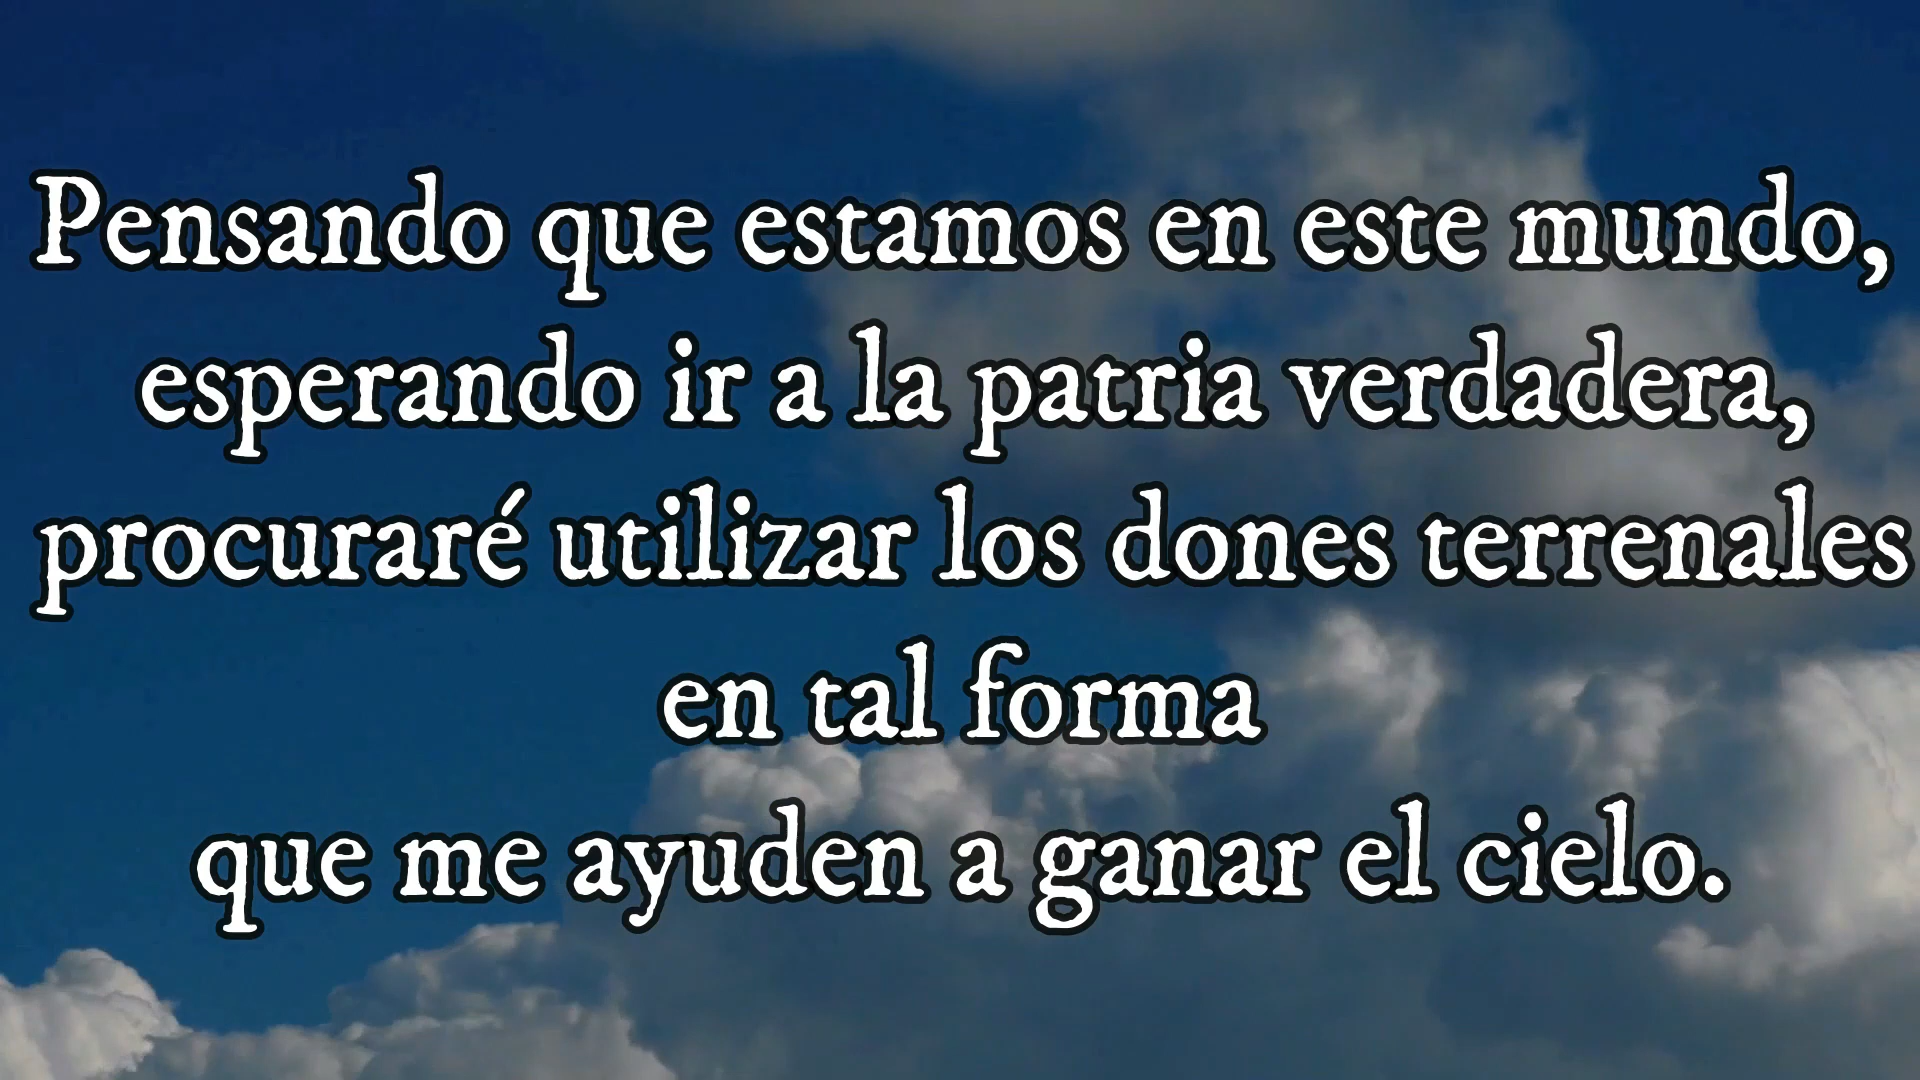 Pensando que estamos en este mundo,
esperando ir a la patria verdadera,
procuraré utilizar los dones terrenales
en tal forma
que me ayuden a ganar el cielo.